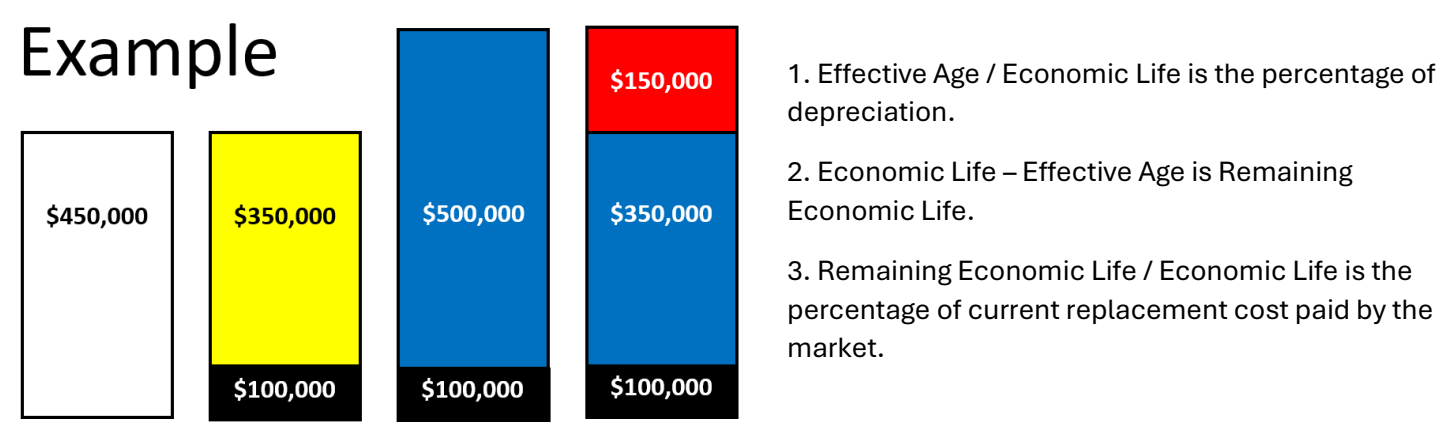 Example
$450,000
$350,000
$100,000
$500,000
$100,000
$150,000
$350,000
$100,000
1. Effective Age / Economic Life is the percentage of
depreciation.
2. Economic Life – Effective Age is Remaining
Economic Life.
3. Remaining Economic Life / Economic Life is the
percentage of current replacement cost paid by the
market.